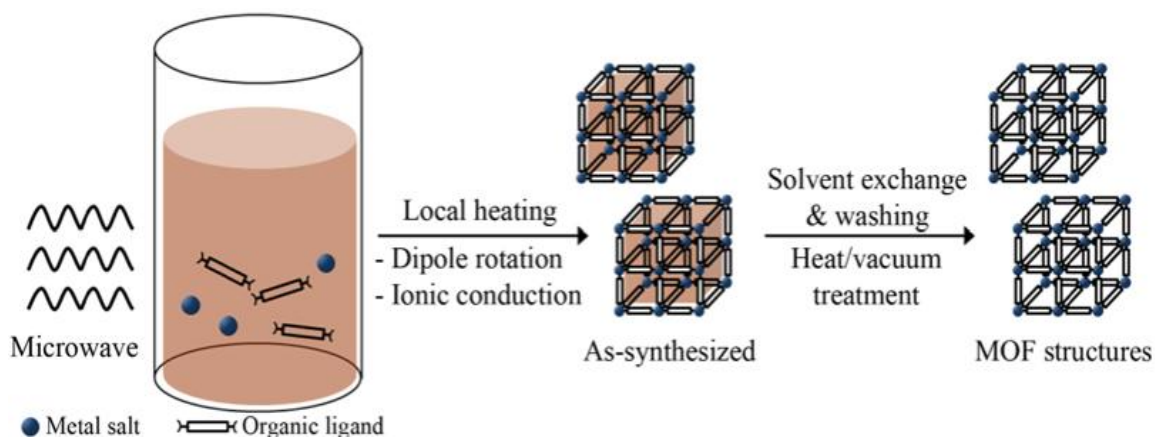 Microwave
Metal salt
Organic ligand
Local heating
- Dipole rotation
- Ionic conduction
As-synthesized
Solvent exchange
& washing
Heat/vacuum
treatment
MOF structures